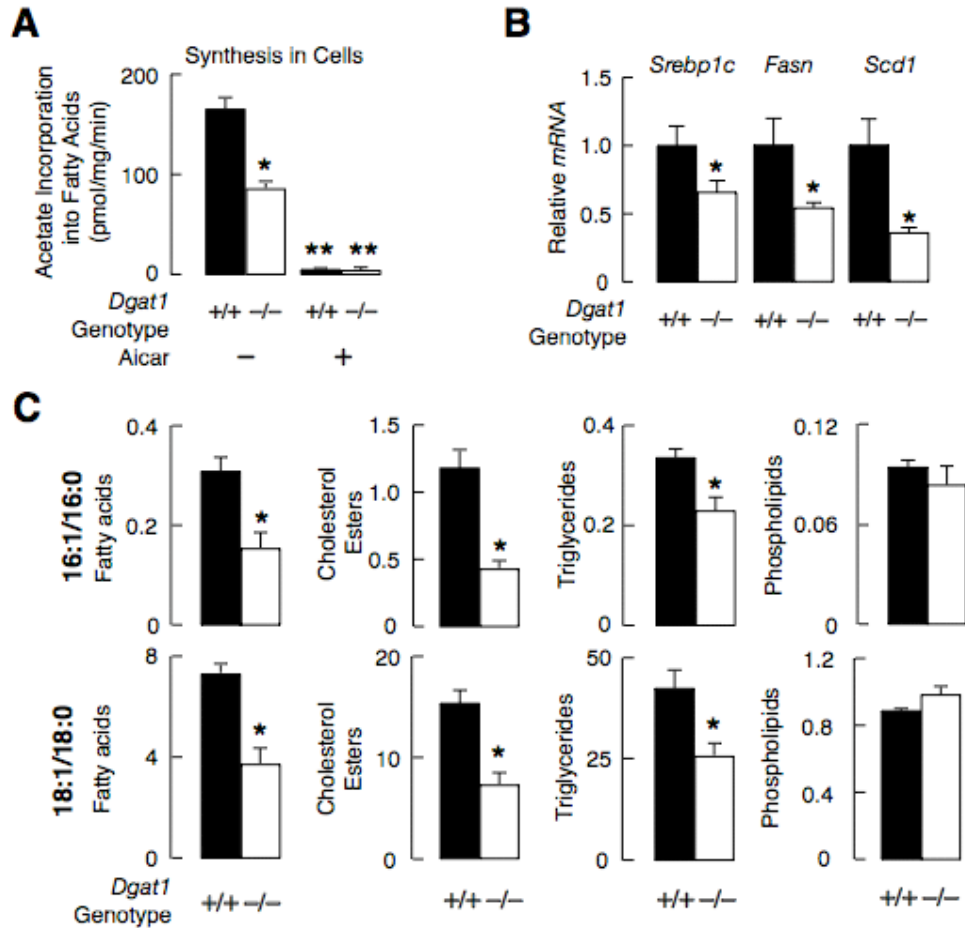 A
Synthesis in Cells
Acetate Incorporation
into Fatty Acids
(pmol/mg/min)
200
100
0
*
** **
Dgat1
Genotype
+/+ –/– +/+ –/–
Aicar – +
B
Srebp1c Fasn Scd1
Relative mRNA
1.5
1.0
0.5
0
* * *
Dgat1
Genotype
+/+ –/– +/+ –/– +/+ –/–
C
16:1/16:0
Fatty acids
0.4
0.2
0
*
Cholesterol
Esters
1.5
1.0
0.5
0
*
Triglycerides
0.4
0.2
0
*
Phospholipids
0.12
0.06
0
18:1/18:0
Fatty acids
8
4
0
*
Cholesterol
Esters
20
10
0
*
Triglycerides
50
25
0
*
Phospholipids
1.2
0.8
0.4
0
Dgat1
Genotype
+/+ –/– +/+ –/– +/+ –/– +/+ –/–